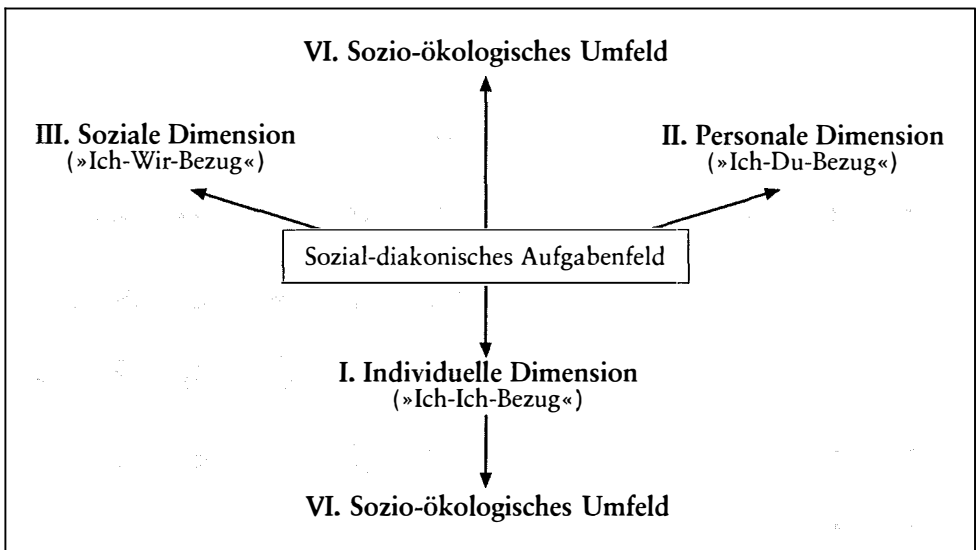 VI. Sozio-ökologisches Umfeld
III. Soziale Dimension
(»Ich-Wir-Bezug«)
II. Personale Dimension
(»Ich-Du-Bezug«)
Sozial-diakonisches Aufgabenfeld
I. Individuelle Dimension
(»Ich-Ich-Bezug«)
VI. Sozio-ökologisches Umfeld